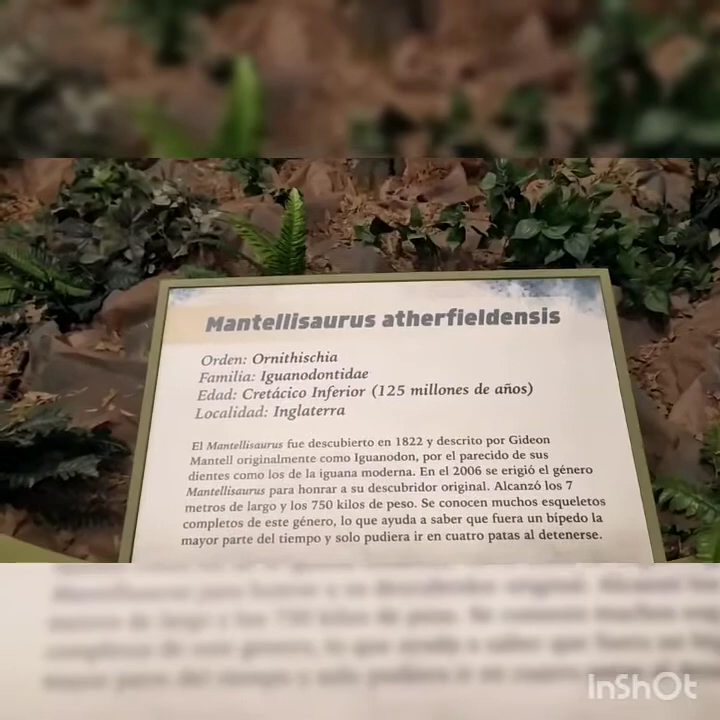 Mantellisaurus atherfieldensis
Orden: Ornithischia
Familia: Iguanodontidae
Edad: Cretácico Inferior (125 millones de años)
Localidad: Inglaterra
El Mantellisaurus fue descubierto en 1822 y descrito por Gideon
Mantell originalmente como Iguanodon, por el parecido de sus
dientes como los de la iguana moderna. En el 2006 se erigió el género
Mantellisaurus para honrar a su descubridor original. Alcanzó los 7
metros de largo y los 750 kilos de peso. Se conocen muchos esqueletos
completos de este género, lo que ayuda a saber que fuera un bípedo la
mayor parte del tiempo y solo pudiera ir en cuatro patas al detenerse.
InShOt